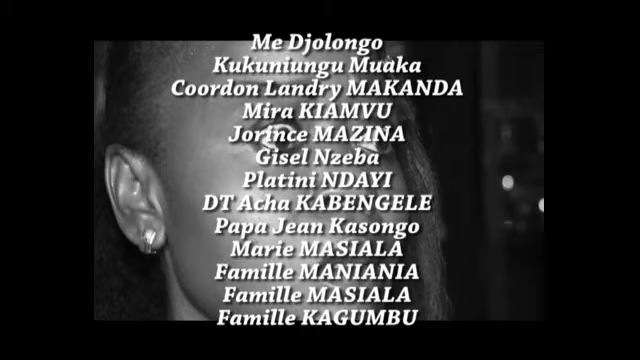 Me Djolongo
Kukuniungu Muaka
Coordon Landry MAKANDA
Mira KIAMVU
Jorince MAZINA
Gisel Nzeba
Platini NDAYI
DT Acha KABENGELE
Papa Jean Kasongo
Marie MASIALA
Famille MANIANIA
Famille MASIALA
Famille KAGUMBU